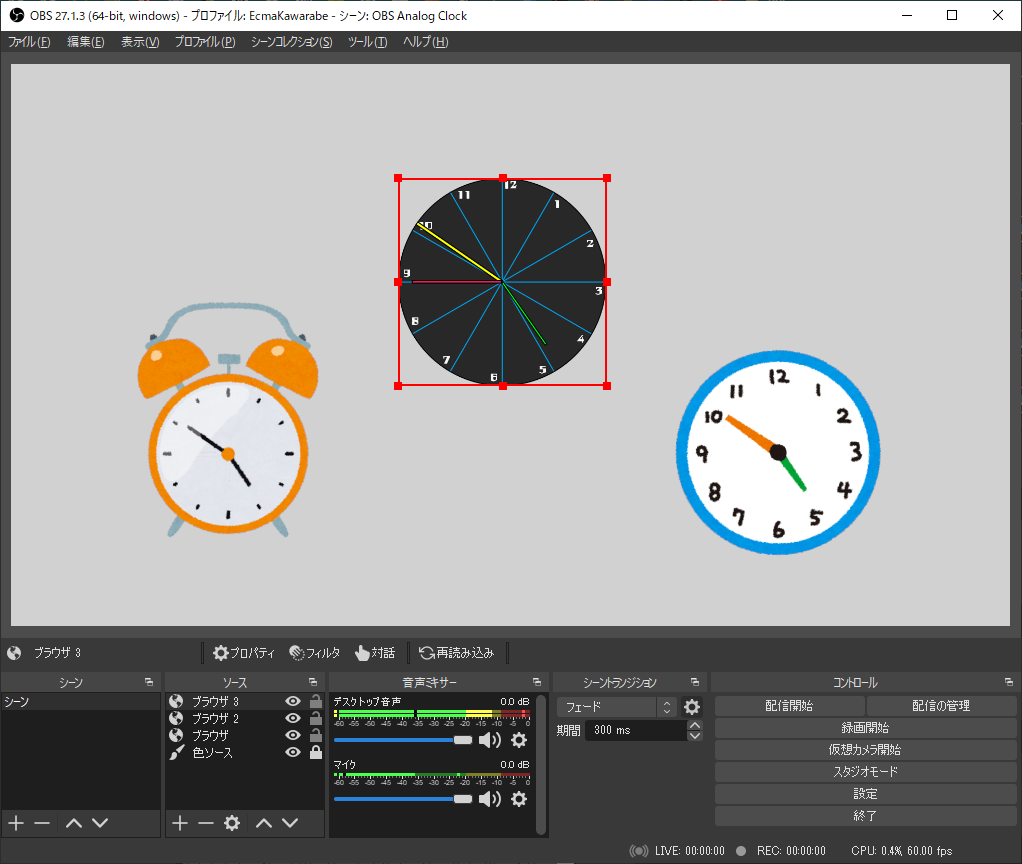 OBS 27.1.3 (64-bit, windows) - プロファイル: EcmaKawarabe - シーン: OBS Analog Clock
ファイル(F) 編集(E) 表示(V) プロファイル(P) シーンコレクション(S) ツール(T) ヘルプ(H)
12
11 1
10 2
9 3
8 4
7 5
6
12
11 1
10 2
9 3
8 4
7 5
6
ブラウザ 3 プロパティ フィルタ 対話 再読み込み
シーン
シーン
ソース
ブラウザ 3
ブラウザ 2
ブラウザ
色ソース
音声ミキサー
デスクトップ音声 0.0 dB
-60 -55 -50 -45 -40 -35 -30 -25 -20 -15 -10 -5 0
マイク 0.0 dB
-60 -55 -50 -45 -40 -35 -30 -25 -20 -15 -10 -5 0
シーントランジション
フェード
期間 300 ms
コントロール
配信開始 配信の管理
録画開始
仮想カメラ開始
スタジオモード
設定
終了
LIVE: 00:00:00 REC: 00:00:00 CPU: 0.4%, 60.00 fps